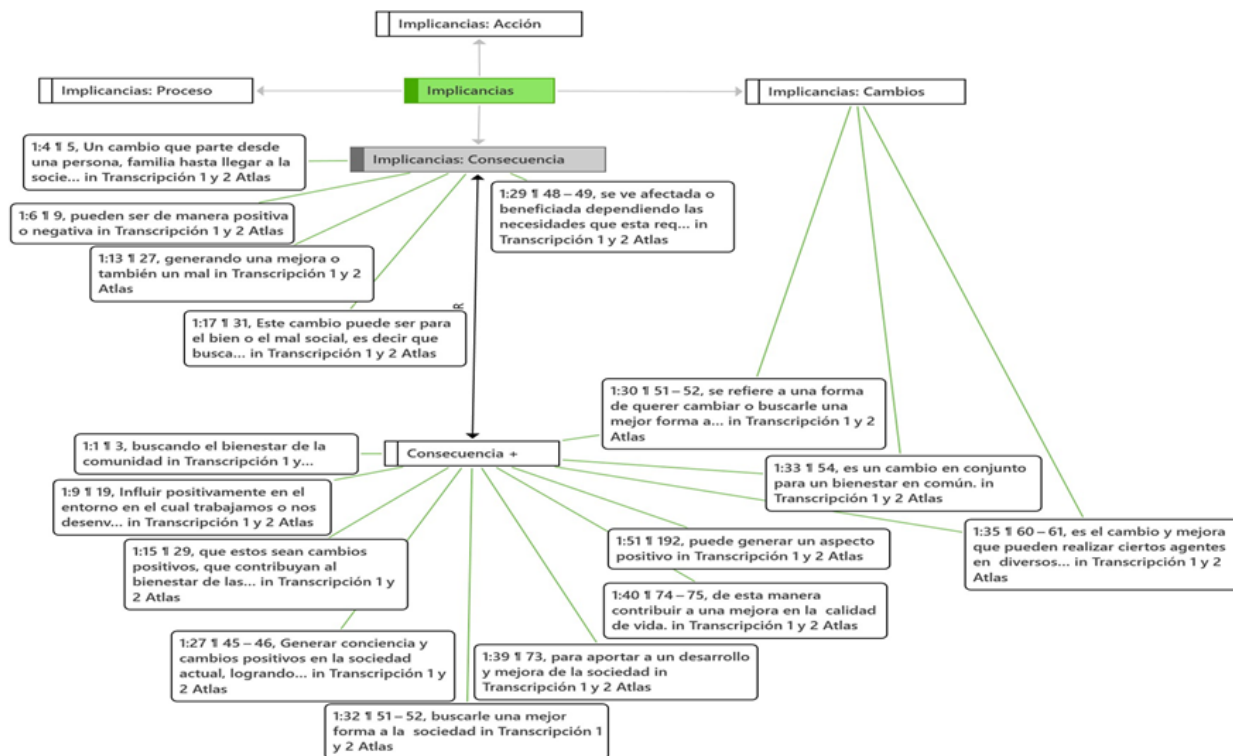 Implicancias: Acción
Implicancias: Proceso
Implicancias
Implicancias: Cambios
1:4 ¶ 5, Un cambio que parte desde
una persona, familia hasta llegar a la
socie... in Transcripción 1 y 2 Atlas
Implicancias: Consecuencia
1:29 ¶ 48 – 49, se ve afectada o
beneficiada dependiendo las
necesidades que esta req... in
Transcripción 1 y 2 Atlas
1:6 ¶ 9, pueden ser de manera positiva
o negativa in Transcripción 1 y 2 Atlas
1:13 ¶ 27, generando una mejora o
también un mal in Transcripción 1 y 2
Atlas
R
1:17 ¶ 31, Este cambio puede ser para
el bien o el mal social, es decir que
busca... in Transcripción 1 y 2 Atlas
1:30 ¶ 51 – 52, se refiere a una forma
de querer cambiar o buscarle una
mejor forma a... in Transcripción 1 y 2
Atlas
1:1 ¶ 3, buscando el bienestar de la
comunidad in Transcripción 1 y...
Consecuencia +
1:33 ¶ 54, es un cambio en conjunto
para un bienestar en común. in
Transcripción 1 y 2 Atlas
1:9 ¶ 19, Influir positivamente en el
entorno en el cual trabajamos o nos
desenv... in Transcripción 1 y 2 Atlas
1:35 ¶ 60 – 61, es el cambio y mejora
que pueden realizar ciertos agentes
en diversos... in Transcripción 1 y 2
Atlas
1:51 ¶ 192, puede generar un aspecto
positivo in Transcripción 1 y 2 Atlas
1:15 ¶ 29, que estos sean cambios
positivos, que contribuyan al
bienestar de las... in Transcripción 1 y
2 Atlas
1:40 ¶ 74 – 75, de esta manera
contribuir a una mejora en la calidad
de vida. in Transcripción 1 y 2 Atlas
1:27 ¶ 45 – 46, Generar conciencia y
cambios positivos en la sociedad
actual, logrando... in Transcripción 1 y
2 Atlas
1:39 ¶ 73, para aportar a un desarrollo
y mejora de la sociedad in
Transcripción 1 y 2 Atlas
1:32 ¶ 51 – 52, buscarle una mejor
forma a la sociedad in Transcripción 1
y 2 Atlas